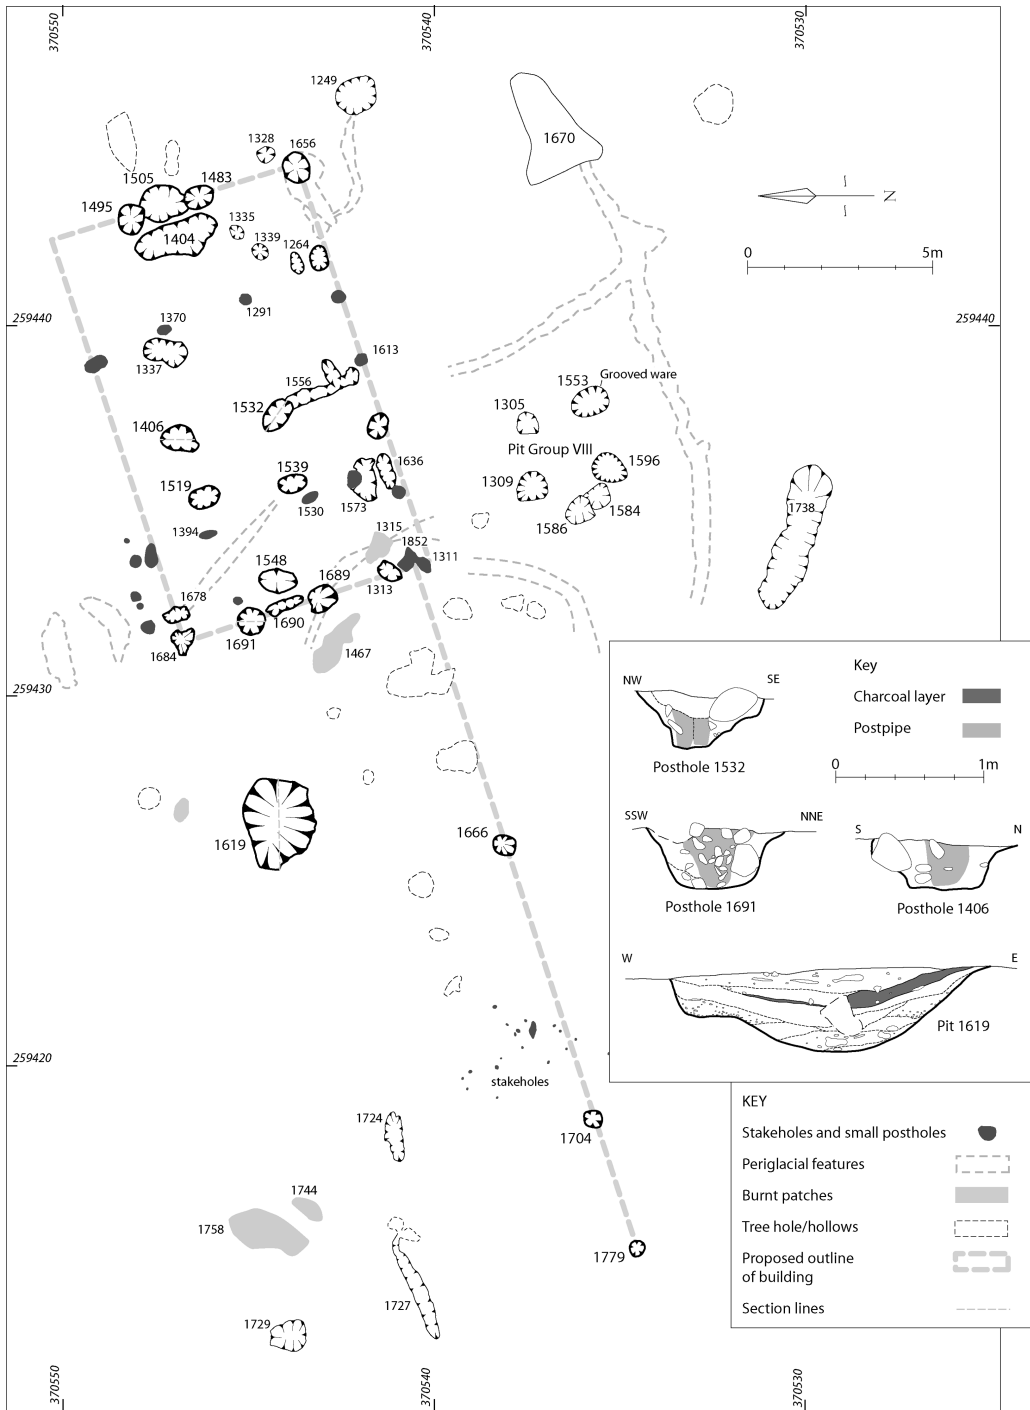 370550
370540
370530
1249
1670
1328
1656
1505
1483
1495
1404
1335
1339
1264
N
0
5m
1291
259440
259440
1370
1337
1613
1556
1532
Grooved ware
1553
1305
Pit Group VIII
1406
1596
1539
1636
1309
1519
1530
1573
1584
1586
1738
1394
1315
1852
1311
1548
1689
1313
1678
1690
1691
1684
1467
259430
Key
NW
SE
Charcoal layer
Postpipe
Posthole 1532
0
1m
SSW
NNE
S
N
1619
1666
Posthole 1691
Posthole 1406
W
E
Pit 1619
259420
stakeholes
KEY
1724
1704
Stakeholes and small postholes
Periglacial features
1744
Burnt patches
1758
Tree hole/hollows
1779
Proposed outline
of building
1727
1729
Section lines
370550
370540
370530